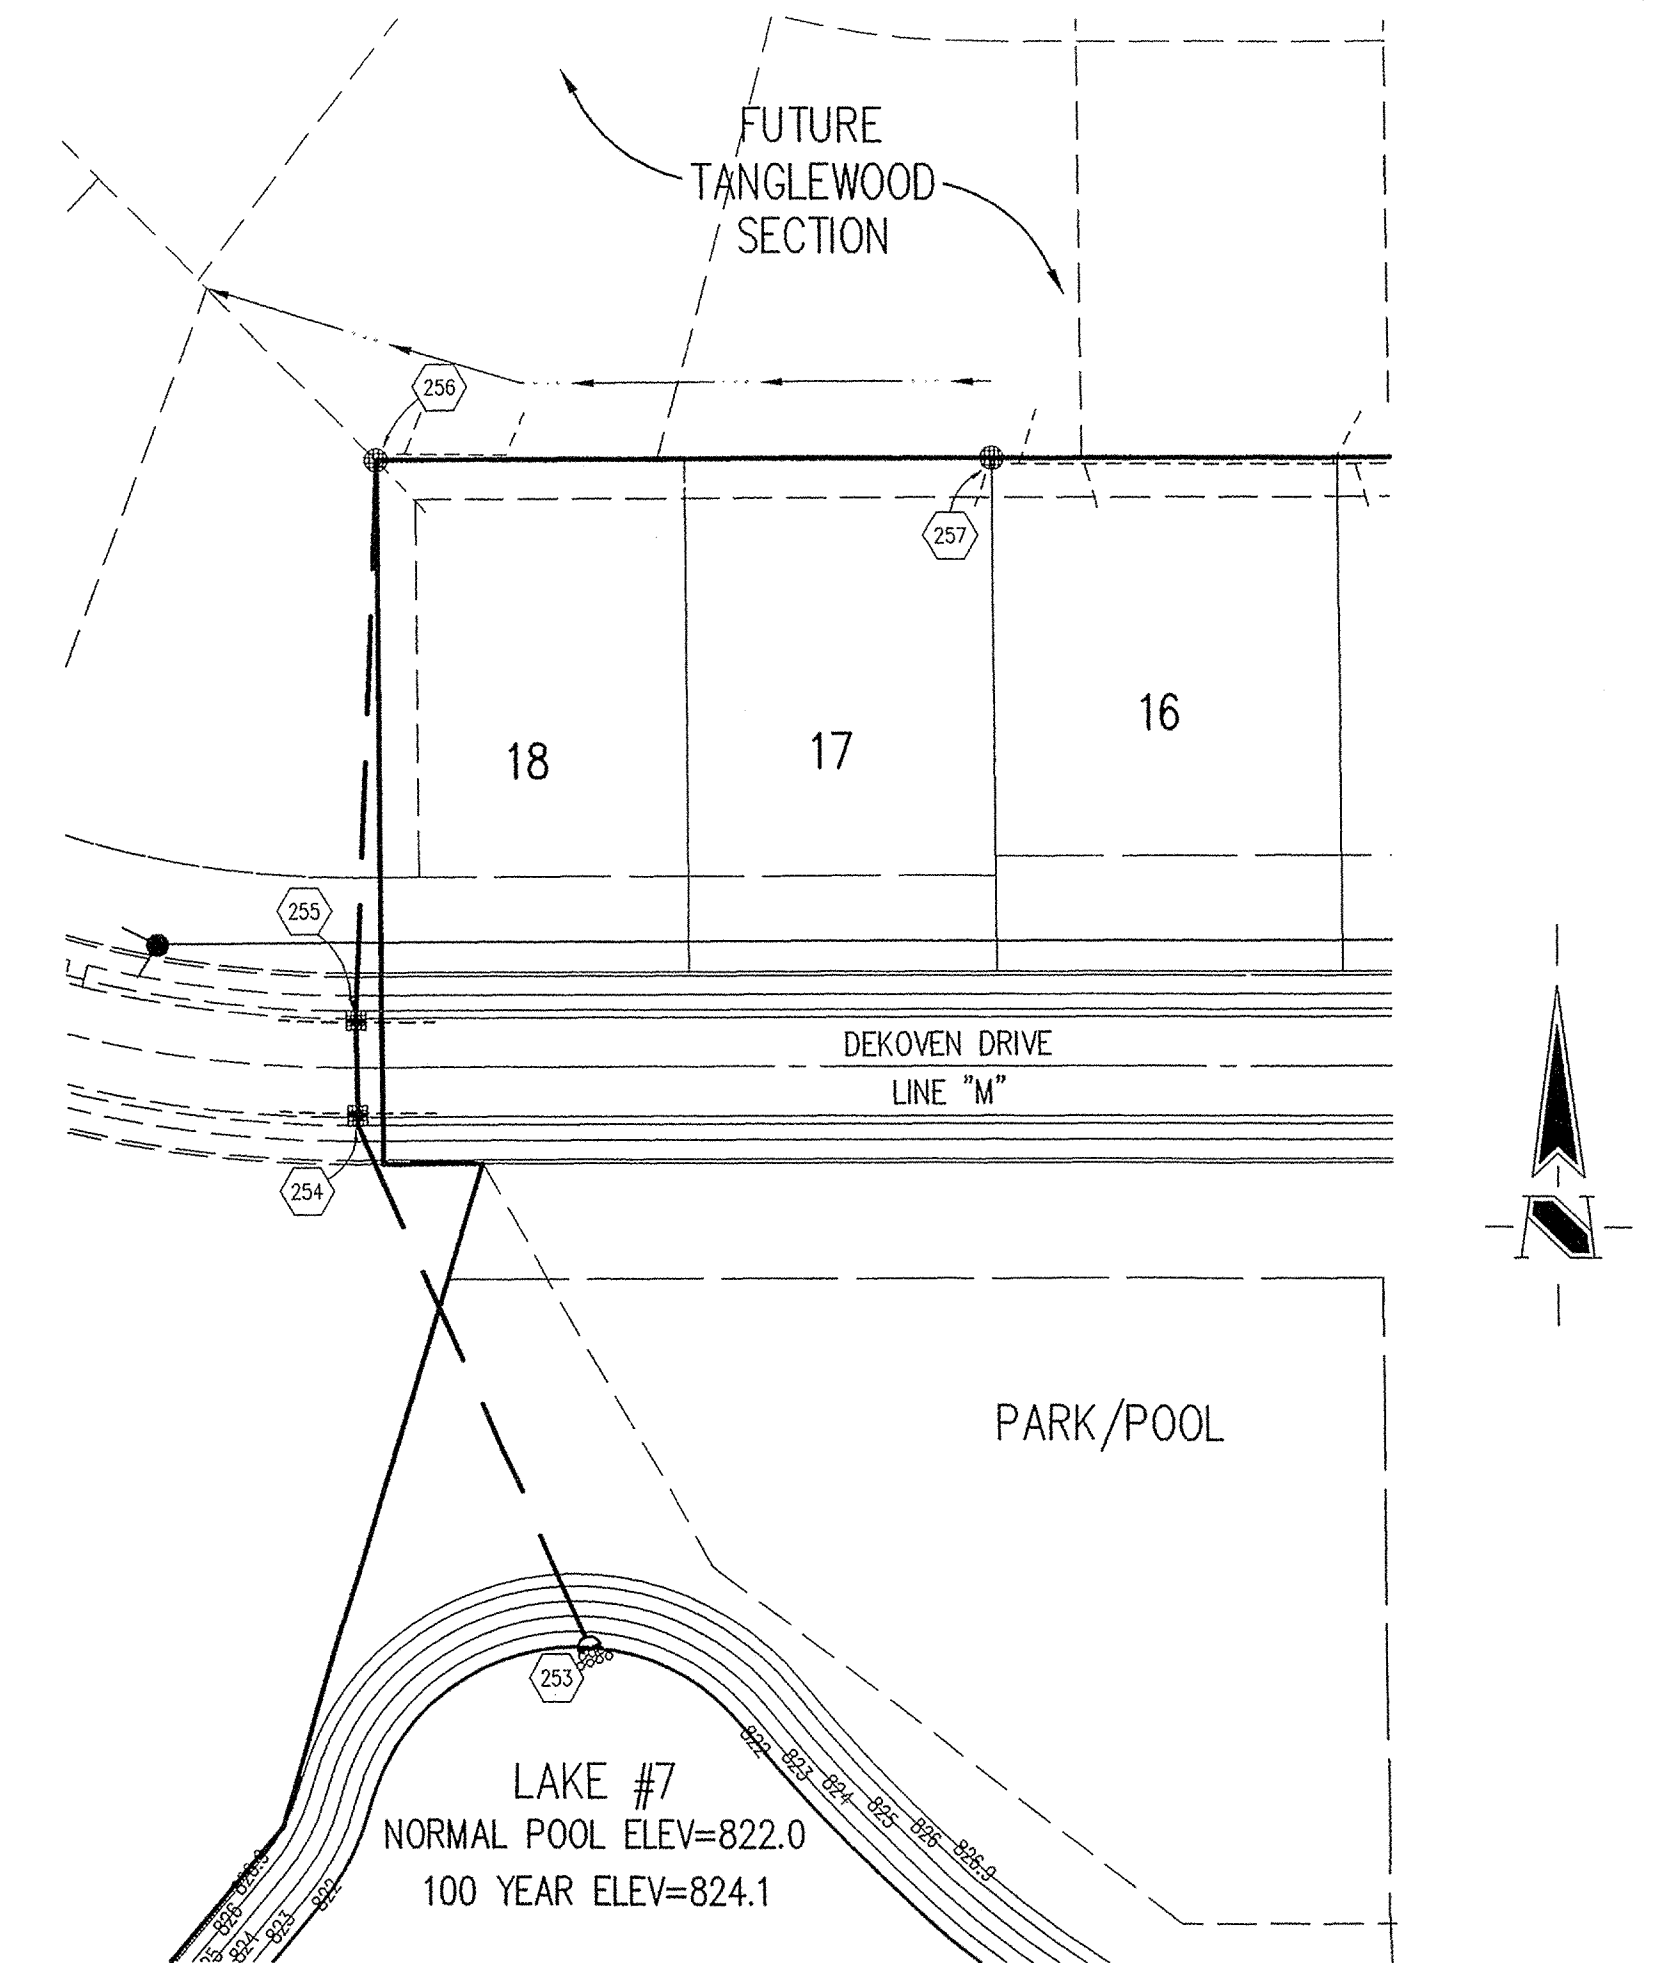 FUTURE
TANGLEWOOD
SECTION
256
257
18
17
16
255
DEKOVEN DRIVE
LINE "M"
254
N
PARK/POOL
253
LAKE #7
NORMAL POOL ELEV=822.0
100 YEAR ELEV=824.1
822
823
824
825
826
826.9
826
824
823
822